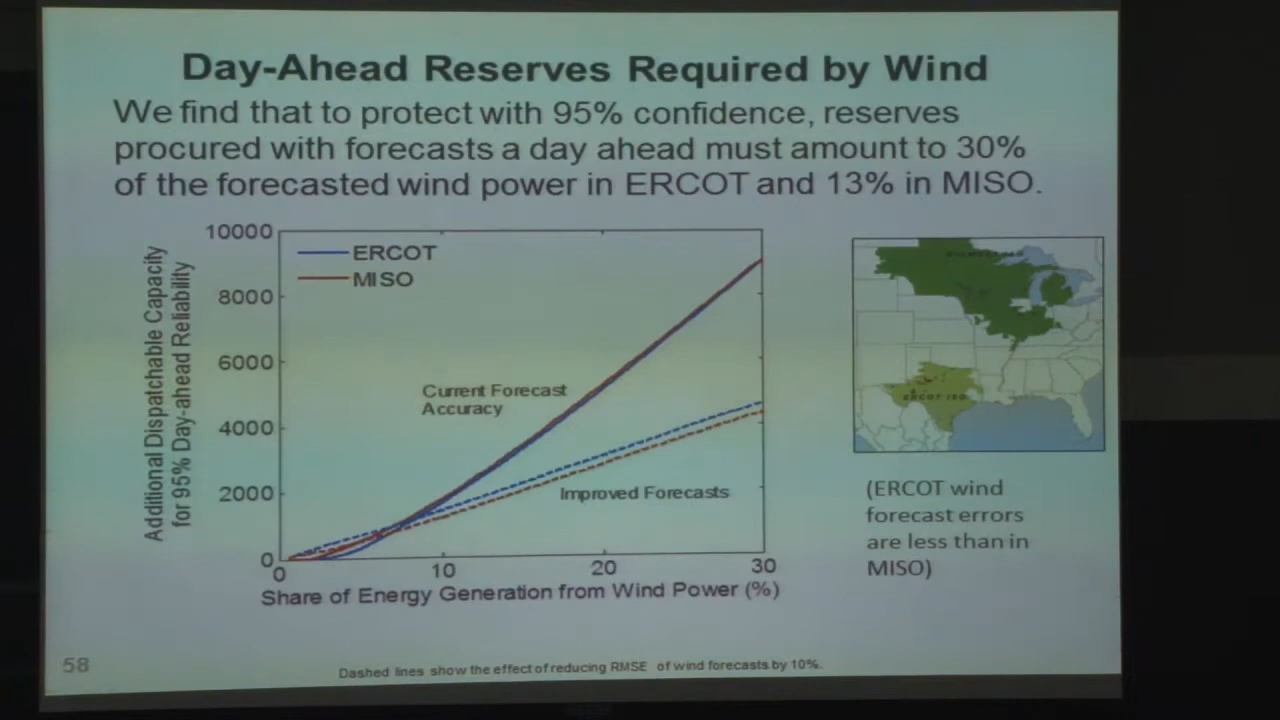 Day-Ahead Reserves Required by Wind
We find that to protect with 95% confidence, reserves
procured with forecasts a day ahead must amount to 30%
of the forecasted wind power in ERCOT and 13% in MISO.
Additional Dispatchable Capacity
for 95% Day-ahead Reliability
10000
8000
6000
4000
2000
0
ERCOT
MISO
Current Forecast
Accuracy
Improved Forecasts
0 10 20 30
Share of Energy Generation from Wind Power (%)
ERCOT ISO
(ERCOT wind
forecast errors
are less than in
MISO)
58
Dashed lines show the effect of reducing RMSE of wind forecasts by 10%.